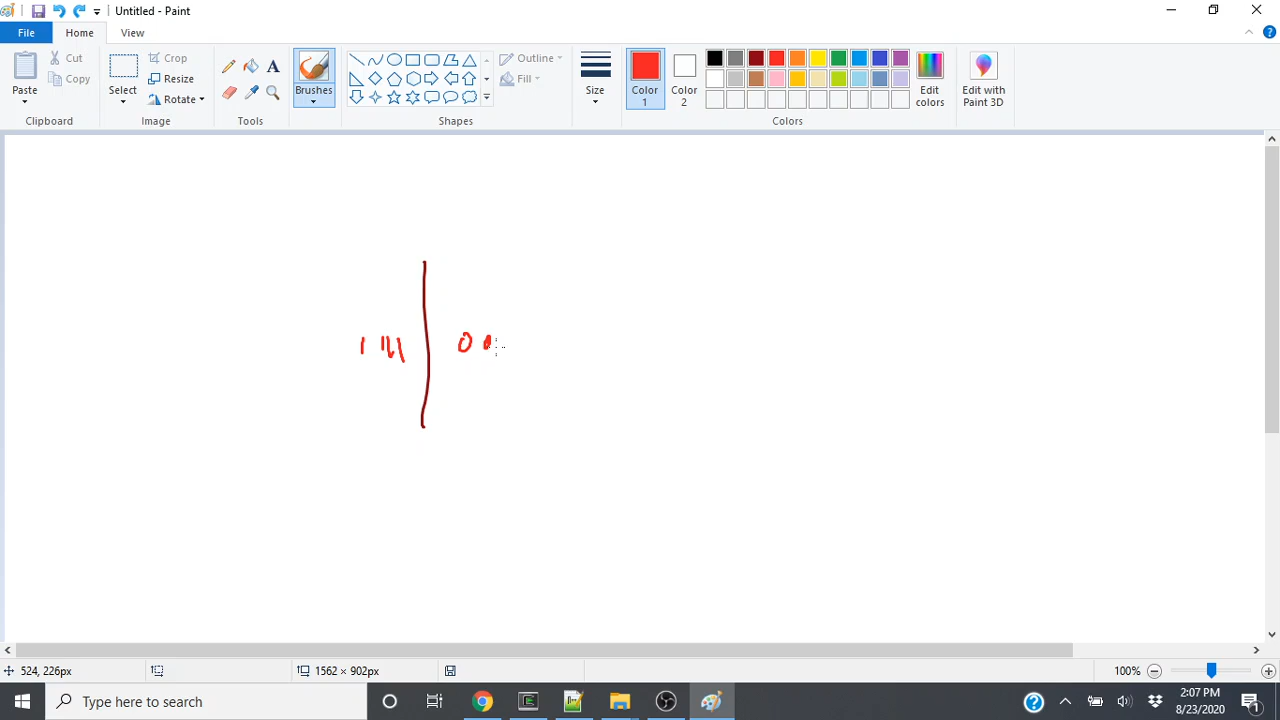 Untitled - Paint
File
Home
View
Paste
Cut
Copy
Clipboard
Select
Crop
Resize
Rotate
Image
A
Tools
Brushes
Outline
Fill
Shapes
Size
Color 1
Color 2
Edit colors
Colors
Edit with Paint 3D
524, 226px
1562 × 902px
100%
Type here to search
2:07 PM
8/23/2020
1